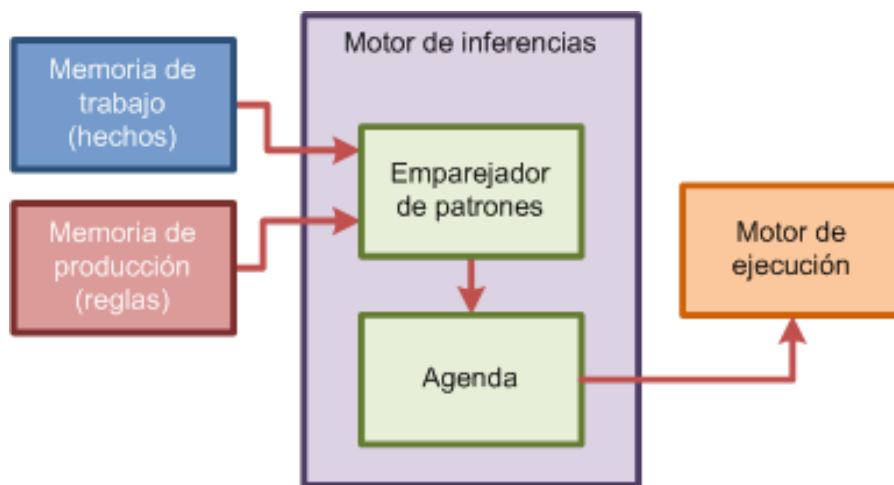 Memoria de
trabajo
(hechos)
Memoria de
producción
(reglas)
Motor de inferencias
Emparejador
de patrones
Agenda
Motor de
ejecución